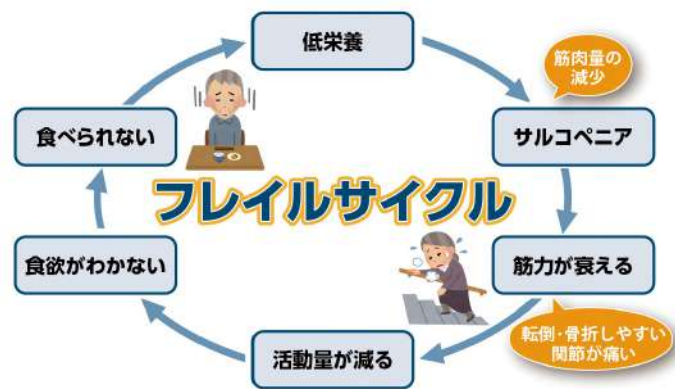 低栄養
筋肉量の
減少
サルコペニア
食べられない
フレイルサイクル
食欲がわかない
筋力が衰える
転倒・骨折しやすい
関節が痛い
活動量が減る